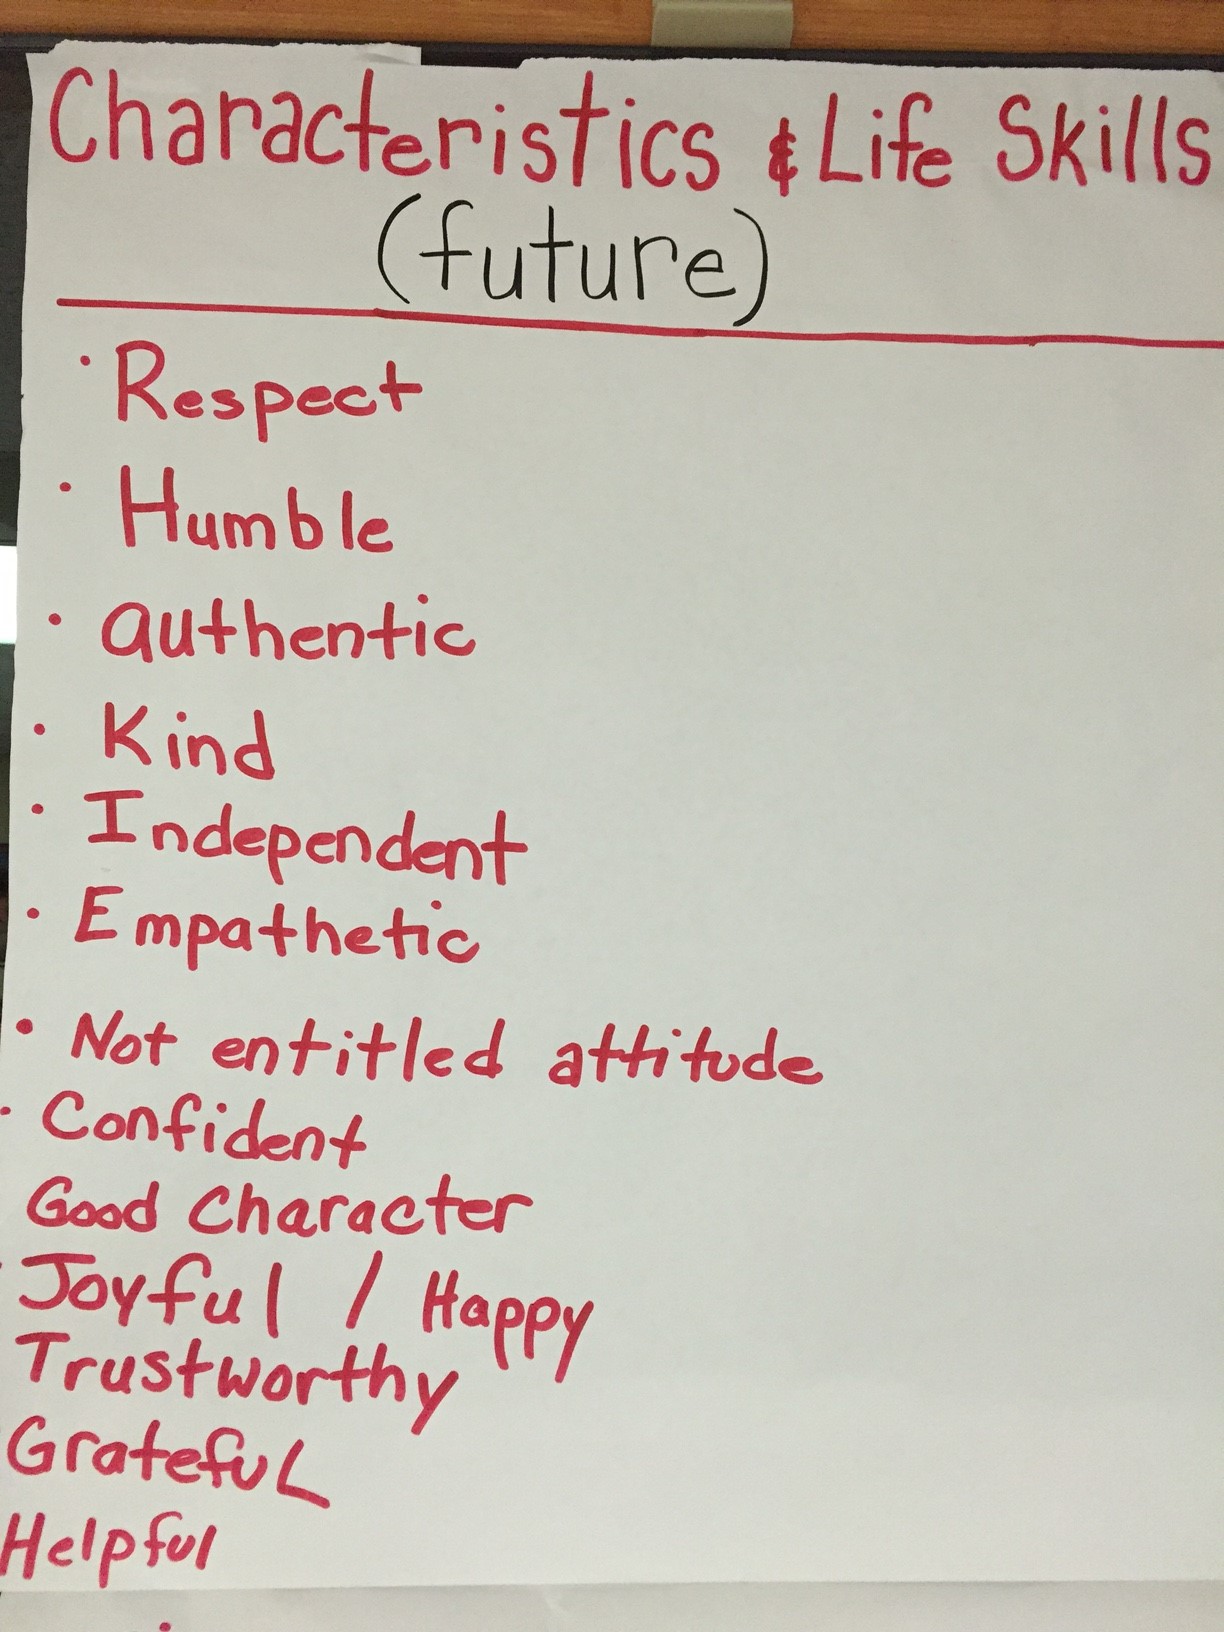 Characteristics & Life Skills
(future)
· Respect
· Humble
· authentic
· Kind
· Independent
· Empathetic
· Not entitled attitude
· Confident
Good Character
· Joyful / Happy
Trustworthy
Grateful
Helpful